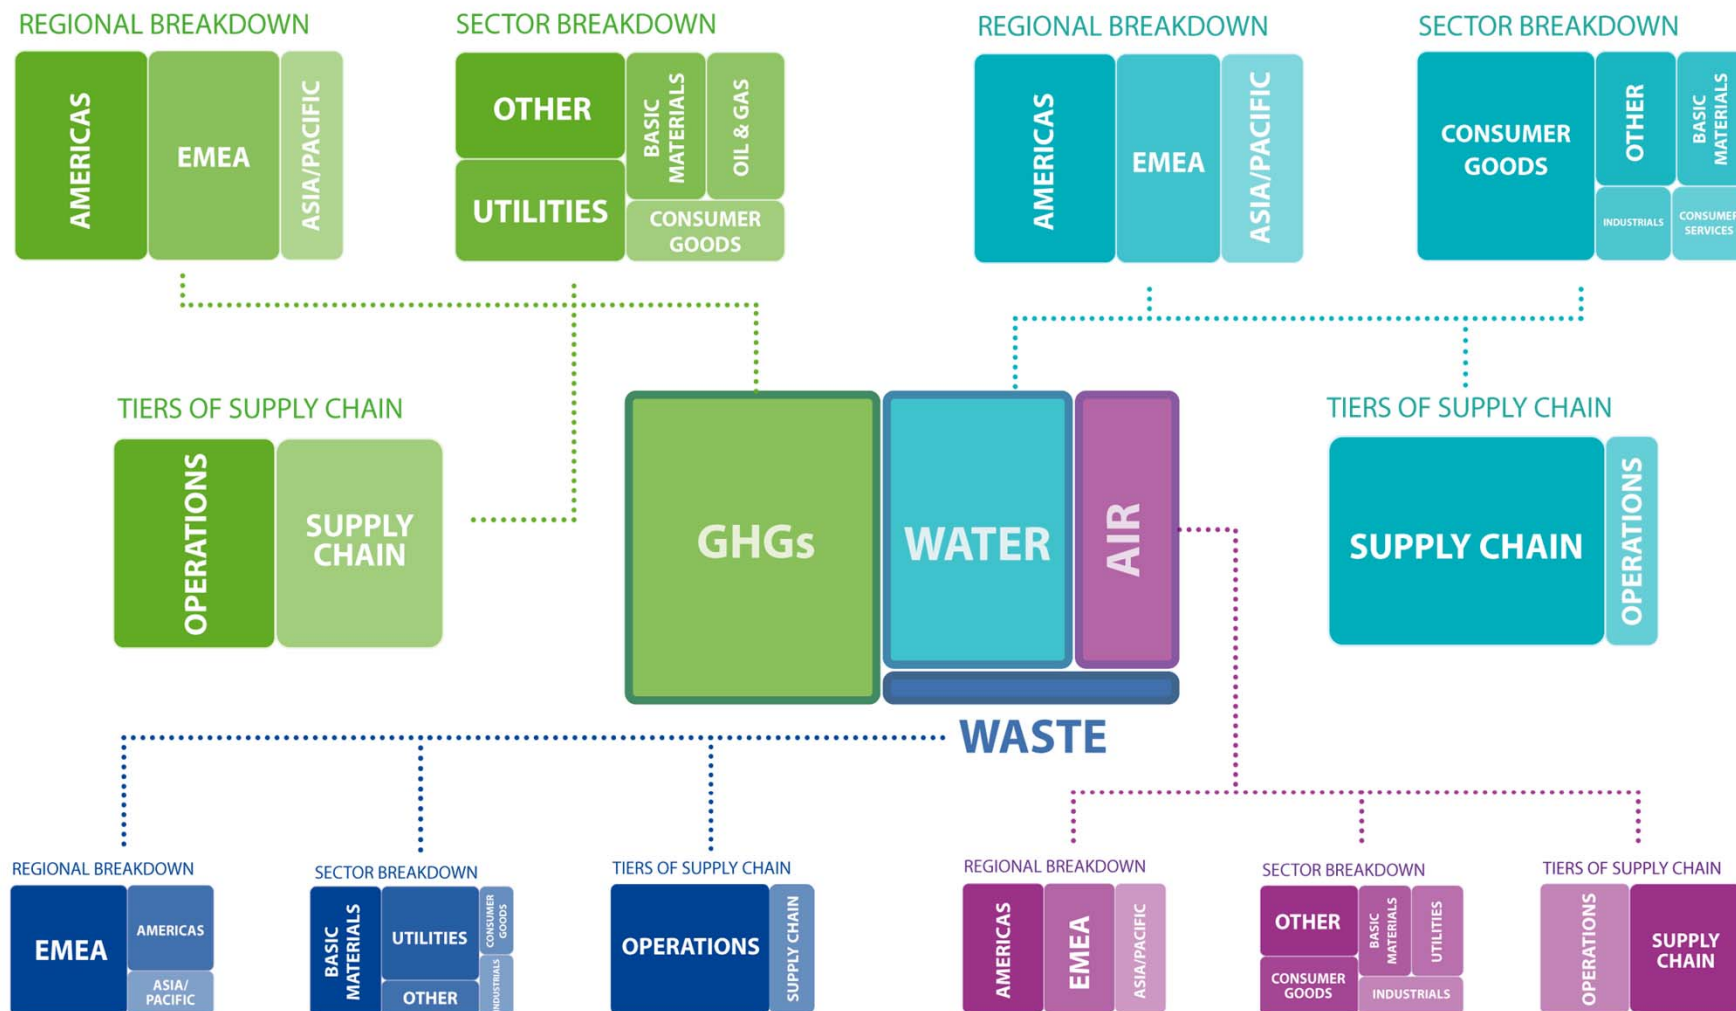 REGIONAL BREAKDOWN
AMERICAS
EMEA
ASIA/PACIFIC
SECTOR BREAKDOWN
OTHER
UTILITIES
BASIC
MATERIALS
OIL & GAS
CONSUMER
GOODS
REGIONAL BREAKDOWN
AMERICAS
EMEA
ASIA/PACIFIC
SECTOR BREAKDOWN
CONSUMER
GOODS
OTHER
BASIC
MATERIALS
INDUSTRIALS
CONSUMER
SERVICES
TIERS OF SUPPLY CHAIN
OPERATIONS
SUPPLY
CHAIN
GHGs
WATER
AIR
WASTE
TIERS OF SUPPLY CHAIN
SUPPLY CHAIN
OPERATIONS
REGIONAL BREAKDOWN
EMEA
AMERICAS
ASIA/
PACIFIC
SECTOR BREAKDOWN
BASIC
MATERIALS
UTILITIES
OTHER
CONSUMER
GOODS
INDUSTRIALS
TIERS OF SUPPLY CHAIN
OPERATIONS
SUPPLY CHAIN
REGIONAL BREAKDOWN
AMERICAS
EMEA
ASIA/PACIFIC
SECTOR BREAKDOWN
OTHER
CONSUMER
GOODS
BASIC
MATERIALS
UTILITIES
INDUSTRIALS
TIERS OF SUPPLY CHAIN
OPERATIONS
SUPPLY
CHAIN